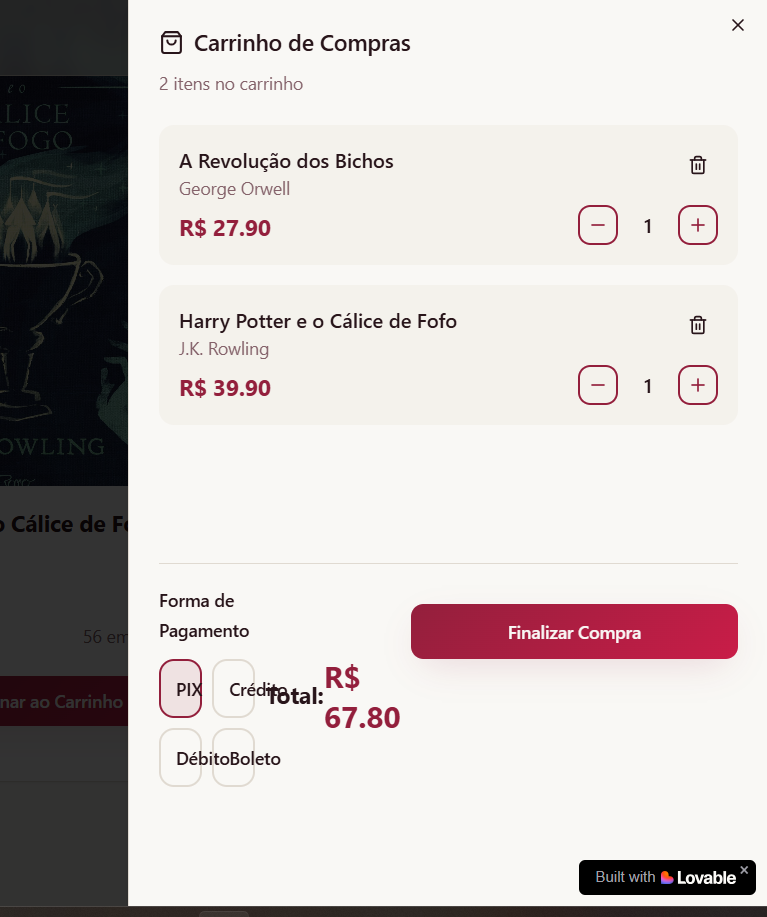 Carrinho de Compras
2 itens no carrinho
A Revolução dos Bichos
George Orwell
R$ 27.90
1
Harry Potter e o Cálice de Fofo
J.K. Rowling
R$ 39.90
1
LICE
FOGO
OWLING
o Cálice de Fo
56 em
nar ao Carrinho
Forma de
Pagamento
PIX
Crédito
Débito
Boleto
Total:
R$
67.80
Finalizar Compra
Built with Lovable